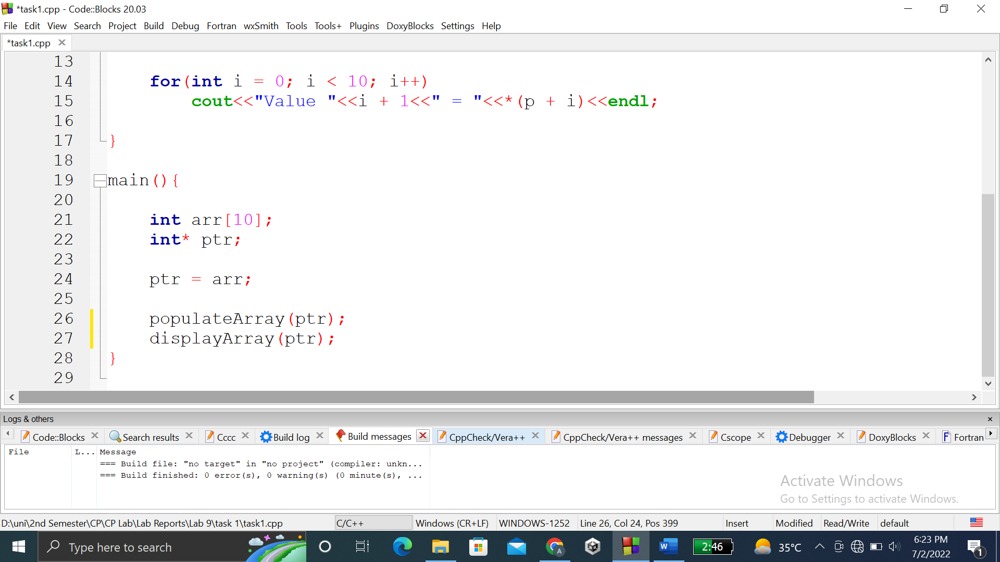 *task1.cpp - Code::Blocks 20.03
File Edit View Search Project Build Debug Fortran wxSmith Tools Tools+ Plugins DoxyBlocks Settings Help
*task1.cpp
13
14 for(int i = 0; i < 10; i++)
15 cout<<"Value "<<i + 1<<" = "<<*(p + i)<<endl;
16
17 }
18
19 main(){
20
21 int arr[10];
22 int* ptr;
23
24 ptr = arr;
25
26 populateArray(ptr);
27 displayArray(ptr);
28 }
29
Logs & others
Code::Blocks Search results Cccc Build log Build messages CppCheck/Vera++ CppCheck/Vera++ messages Cscope Debugger DoxyBlocks Fortran
File L... Message
=== Build file: "no target" in "no project" (compiler: unkn...
=== Build finished: 0 error(s), 0 warning(s) (0 minute(s), ...
Activate Windows
Go to Settings to activate Windows.
D:\uni\2nd Semester\CP\CP Lab\Lab Reports\Lab 9\task 1\task1.cpp C/C++ Windows (CR+LF) WINDOWS-1252 Line 26, Col 24, Pos 399 Insert Modified Read/Write default
Type here to search 2:46 35°C 6:23 PM
7/2/2022 1